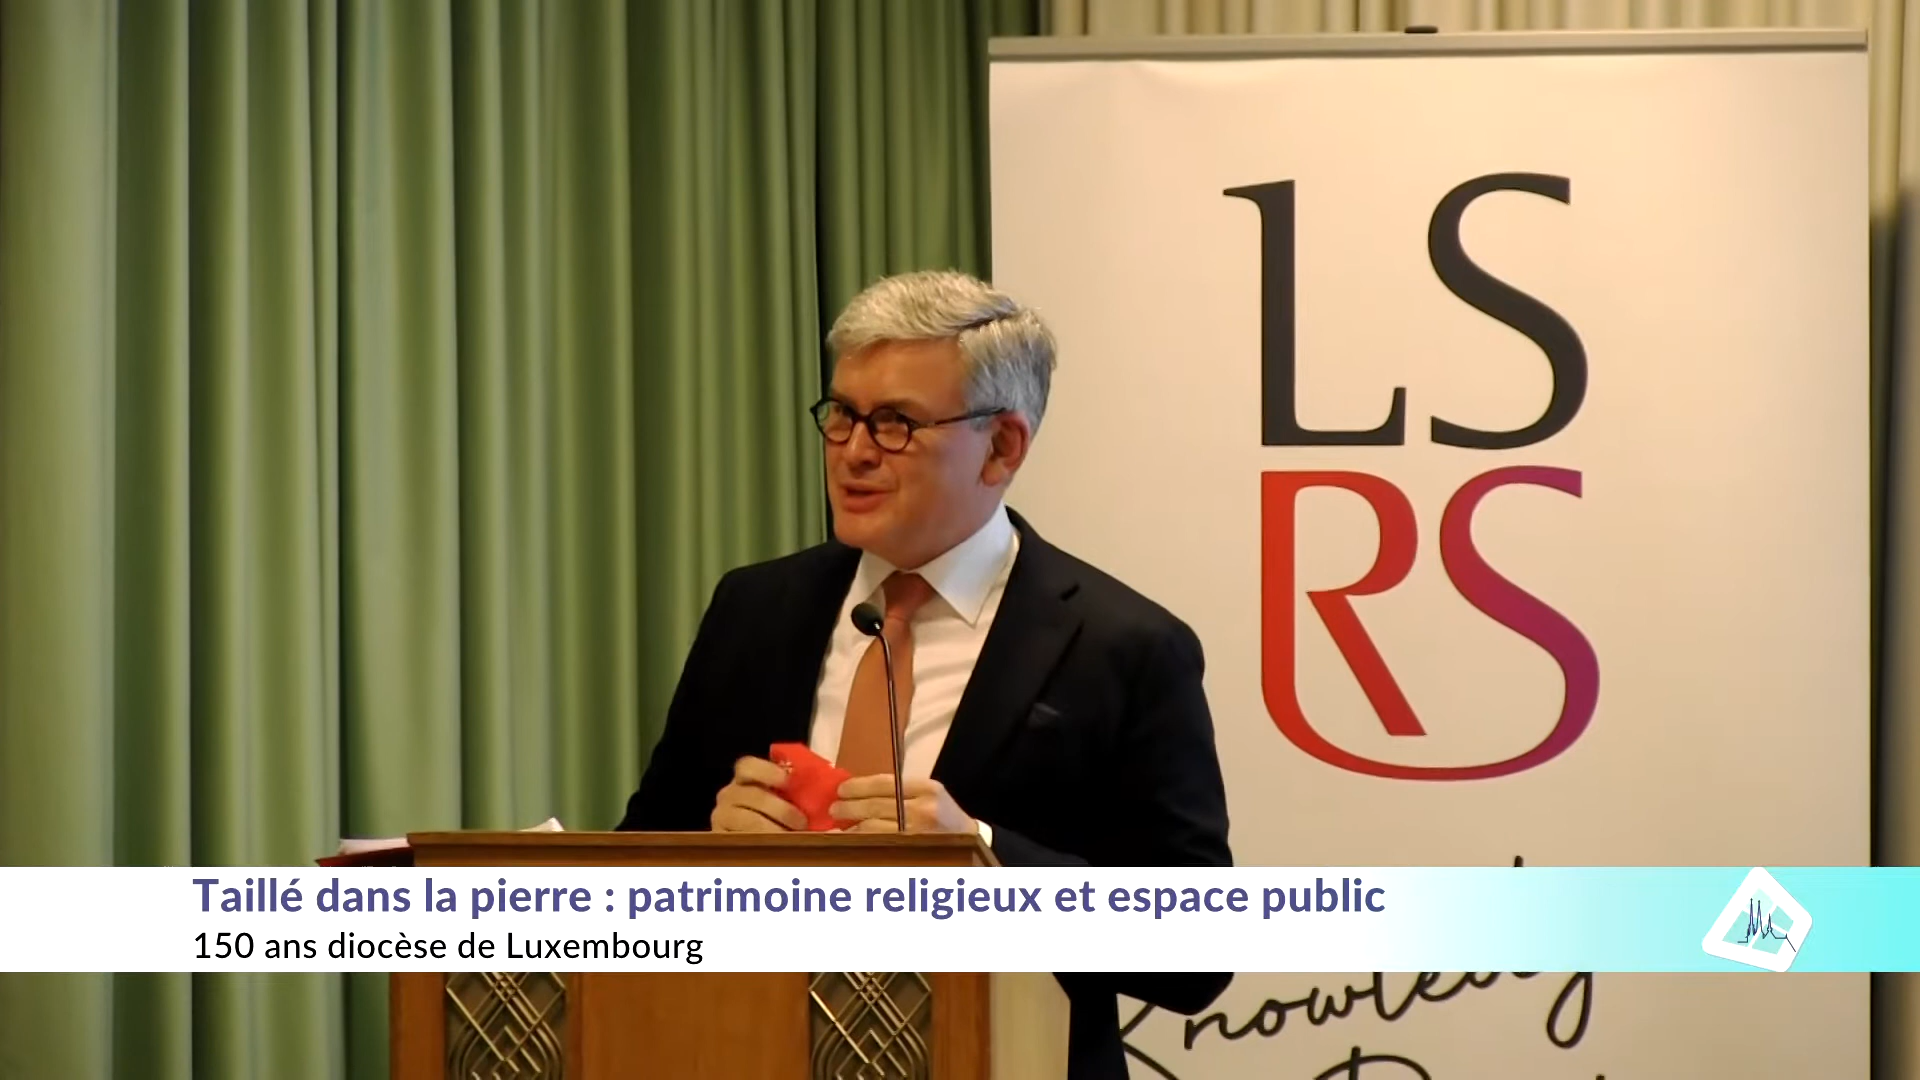 LS
RS
Taillé dans la pierre : patrimoine religieux et espace public
150 ans diocèse de Luxembourg